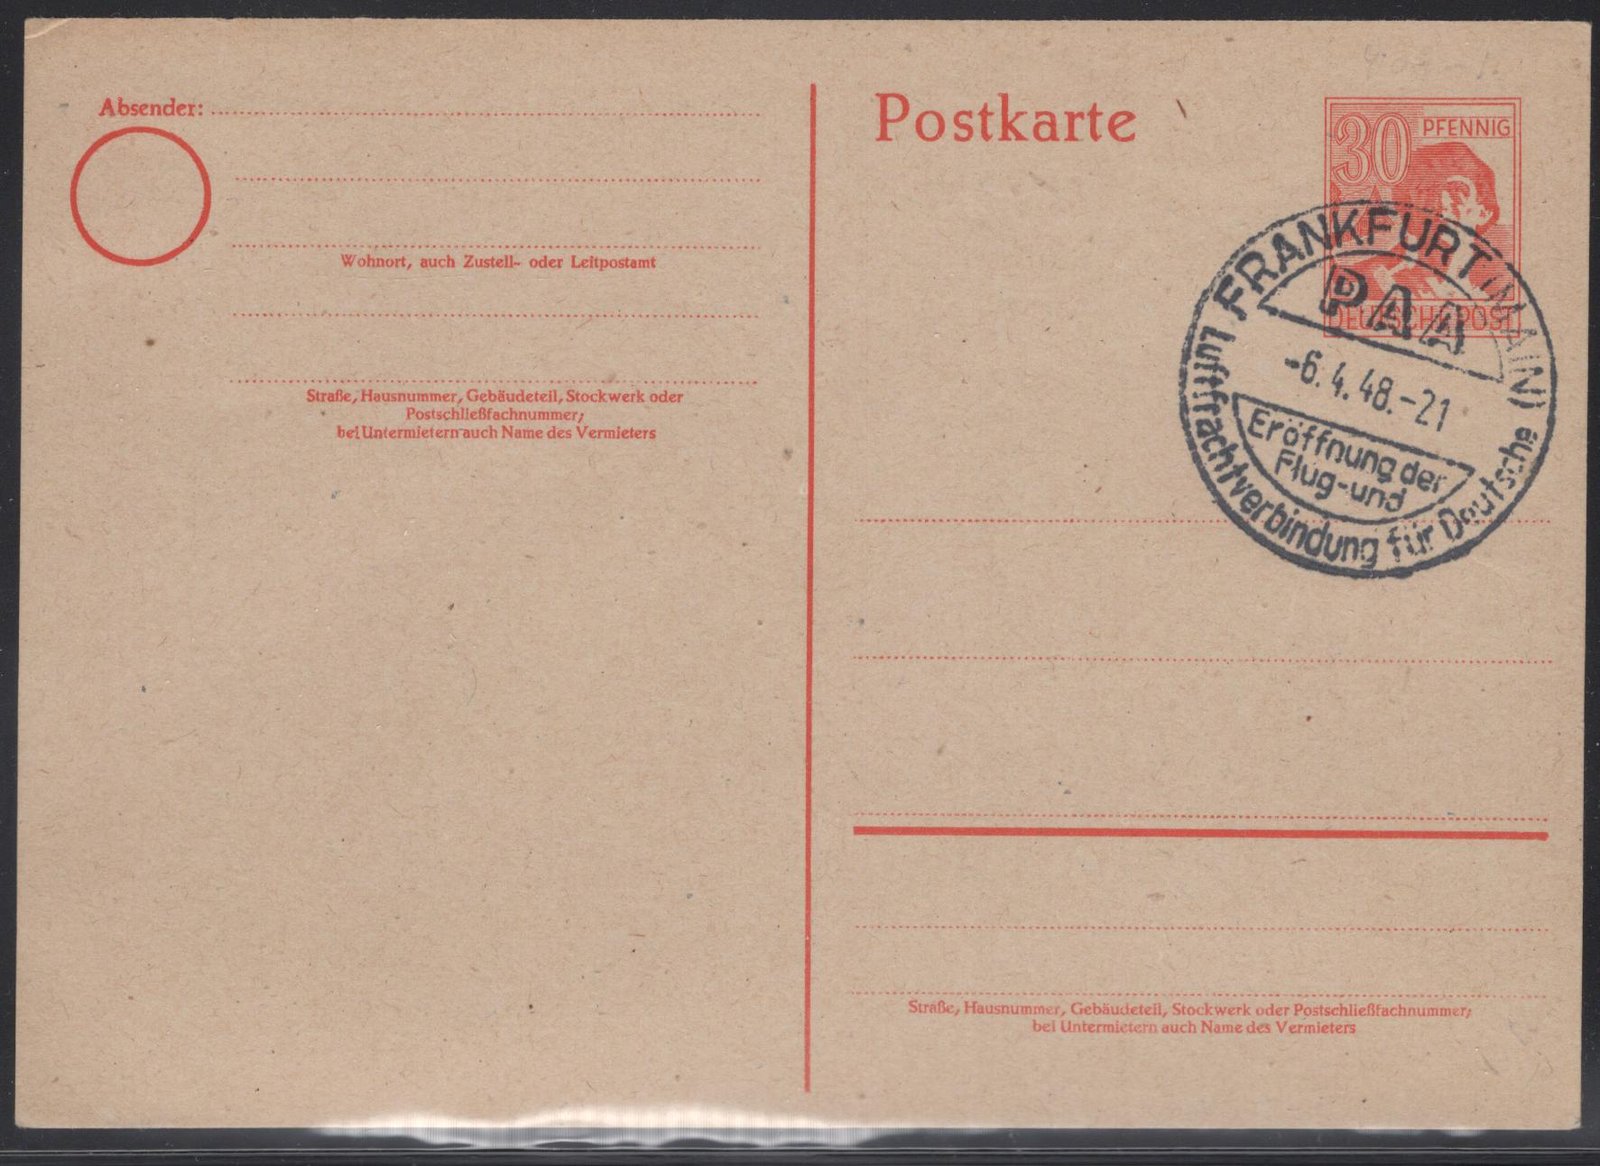 Absender:
Wohnort, auch Zustell- oder Leitpostamt
Straße, Hausnummer, Gebäudeteil, Stockwerk oder
Postschließfachnummer;
bei Untermietern auch Name des Vermieters
Postkarte
30 PFENNIG
DEUTSCHE POST
FRANKFURT (MAIN)
PAA
-6.4.48.-21
Eröffnung der
Flug-und
Luftfrachtverbindung für Deutsche
Straße, Hausnummer, Gebäudeteil, Stockwerk oder Postschließfachnummer;
bei Untermietern auch Name des Vermieters